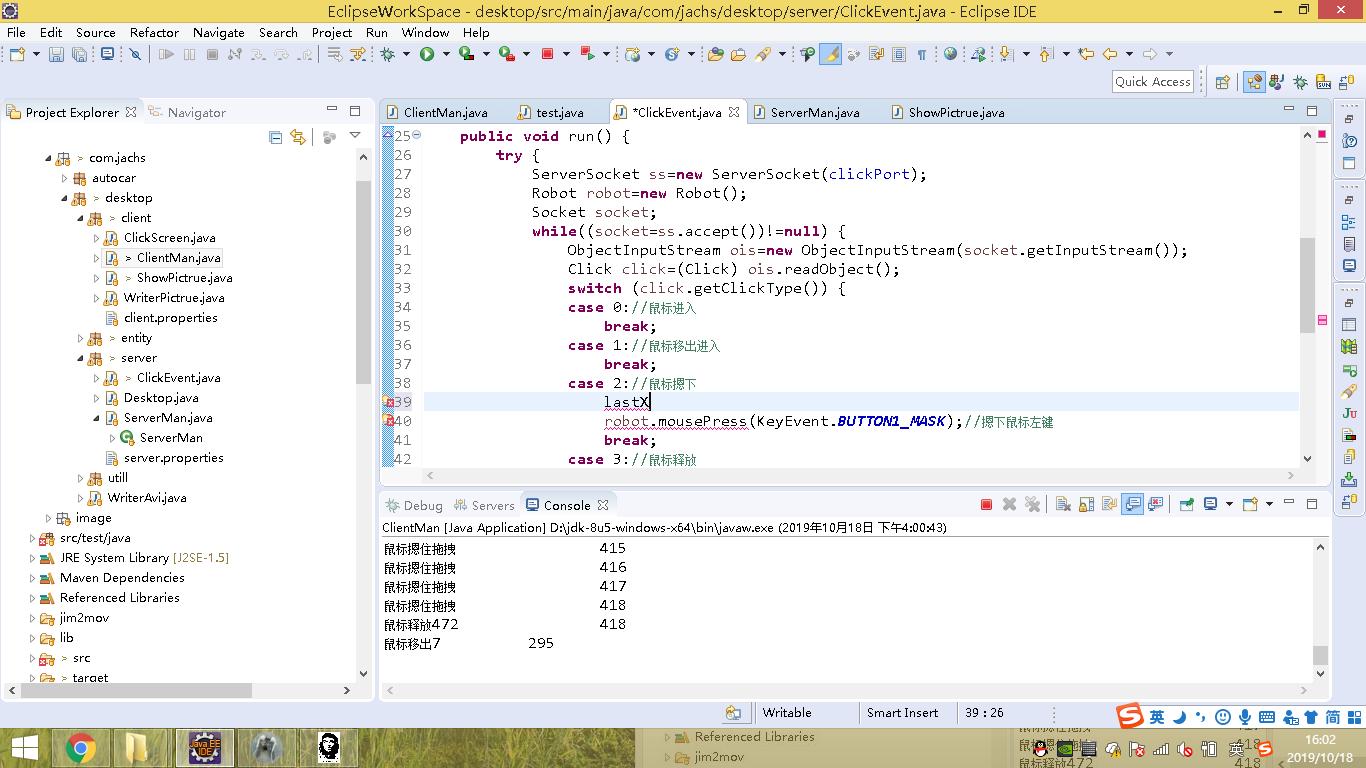 EclipseWorkSpace - desktop/src/main/java/com/jachs/desktop/server/ClickEvent.java - Eclipse IDE
File Edit Source Refactor Navigate Search Project Run Window Help
Quick Access
Project Explorer Navigator
com.jachs
autocar
> desktop
> client
ClickScreen.java
> ClientMan.java
> ShowPictrue.java
WriterPictrue.java
client.properties
> entity
> server
> ClickEvent.java
Desktop.java
ServerMan.java
ServerMan
server.properties
utill
WriterAvi.java
image
src/test/java
JRE System Library [J2SE-1.5]
Maven Dependencies
Referenced Libraries
jim2mov
lib
> src
> target
ClientMan.java test.java *ClickEvent.java ServerMan.java ShowPictrue.java
25 public void run() {
26 try {
27 ServerSocket ss=new ServerSocket(clickPort);
28 Robot robot=new Robot();
29 Socket socket;
30 while((socket=ss.accept())!=null) {
31 ObjectInputStream ois=new ObjectInputStream(socket.getInputStream());
32 Click click=(Click) ois.readObject();
33 switch (click.getClickType()) {
34 case 0://鼠标进入
35 break;
36 case 1://鼠标移出进入
37 break;
38 case 2://鼠标摁下
39 lastX
40 robot.mousePress(KeyEvent.BUTTON1_MASK);//摁下鼠标左键
41 break;
42 case 3://鼠标释放
Debug Servers Console
ClientMan [Java Application] D:\jdk-8u5-windows-x64\bin\javaw.exe (2019年10月18日 下午4:00:43)
鼠标摁住拖拽 415
鼠标摁住拖拽 416
鼠标摁住拖拽 417
鼠标摁住拖拽 418
鼠标释放472 418
鼠标移出7 295
Writable Smart Insert 39 : 26
英 简
Java EE IDE
Referenced Libraries
jim2mov
鼠标释放472 418
英
16:02
2019/10/18